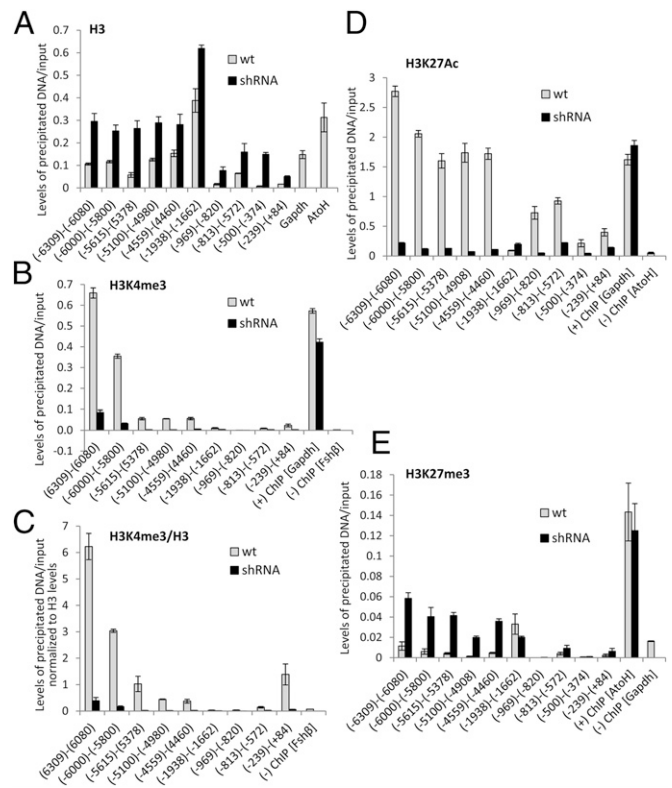 A
H3
Levels of precipitated DNA/input
0.7
0.6
0.5
0.4
0.3
0.2
0.1
0
wt
shRNA
(-6309)-(-6080)
(-6000)-(-5800)
(-5615)-(5378)
(-5100)-(-4980)
(-4559)-(4460)
(-1938)-(-1662)
(-969)-(-820)
(-813)-(-572)
(-500)-(-374)
(-239)-(+84)
Gapdh
AtoH
B
H3K4me3
Levels of precipitated DNA/input
0.7
0.6
0.5
0.4
0.3
0.2
0.1
0.0
-0.1
wt
shRNA
(6309)-(6080)
(-6000)-(-5800)
(-5615)-(5378)
(-5100)-(-4980)
(-4559)-(4460)
(-1938)-(-1662)
(-969)-(-820)
(-813)-(-572)
(-239)-(+84)
(+) ChIP [Gapdh]
(-) ChIP [FshB]
C
H3K4me3/H3
Levels of precipitated DNA/input
normalized to H3 levels
7
6
5
4
3
2
1
0
wt
shRNA
(6309)-(6080)
(-6000)-(-5800)
(-5615)-(5378)
(-5100)-(-4980)
(-4559)-(4460)
(-1938)-(-1662)
(-969)-(-820)
(-813)-(-572)
(-239)-(+84)
(-) ChIP [FshB]
D
H3K27Ac
Levels of precipitated DNA/input
3
2.5
2
1.5
1
0.5
0
wt
shRNA
(-6309)-(-6080)
(-6000)-(-5800)
(-5615)-(-5378)
(-5100)-(-4908)
(-4559)-(-4460)
(-1938)-(-1662)
(-969)-(-820)
(-813)-(-572)
(-500)-(-374)
(-239)-(+84)
(+) ChIP [Gapdh]
(-) ChIP [AtoH]
E
H3K27me3
Levels of precipitated DNA/input
0.18
0.16
0.14
0.12
0.1
0.08
0.06
0.04
0.02
0
wt
shRNA
(-6309)-(-6080)
(-6000)-(-5800)
(-5615)-(-5378)
(-5100)-(-4908)
(-4559)-(-4460)
(-1938)-(-1662)
(-969)-(-820)
(-813)-(-572)
(-500)-(-374)
(-239)-(+84)
(+) ChIP [AtoH]
(-) ChIP [Gapdh]